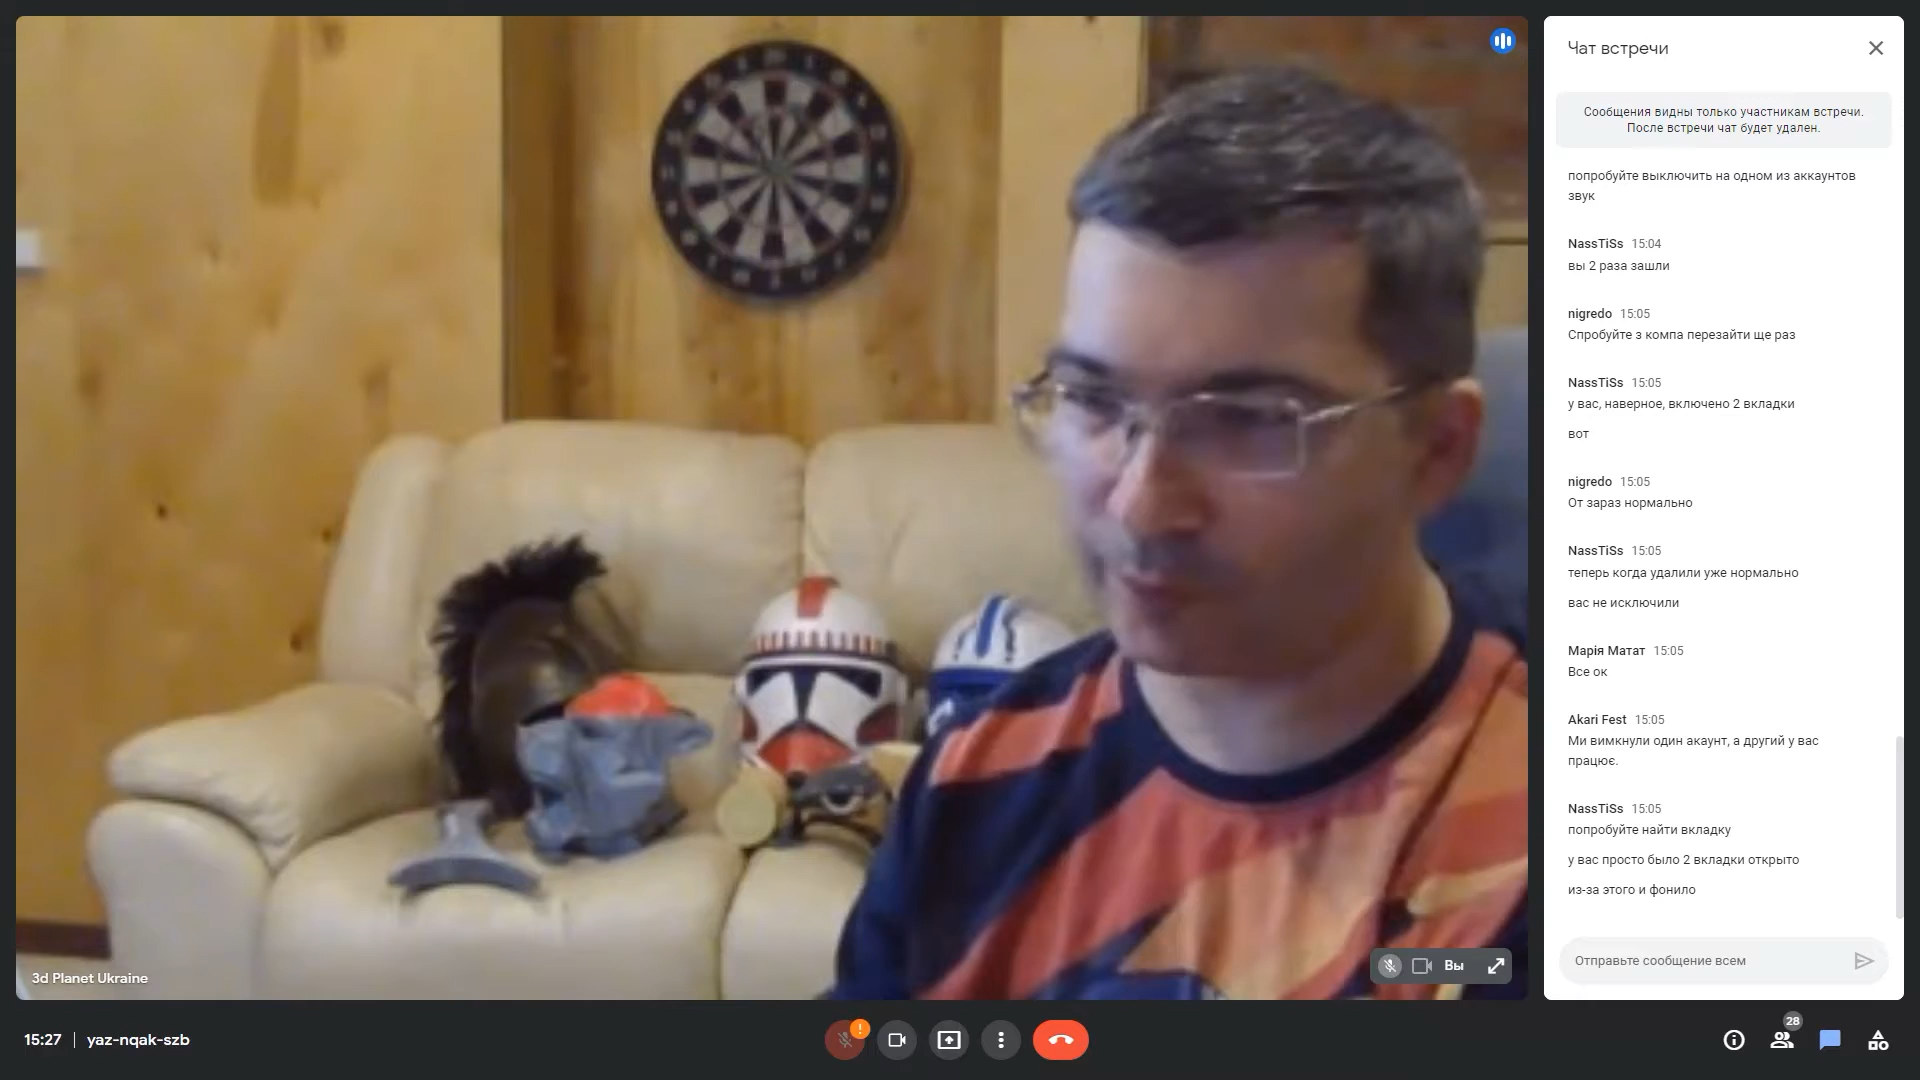 Чат встречи
Сообщения видны только участникам встречи.
После встречи чат будет удален.
попробуйте выключить на одном из аккаунтов
звук
NassTiSs 15:04
вы 2 раза зашли
nigredo 15:05
Спробуйте з компа перезайти ще раз
NassTiSs 15:05
у вас, наверное, включено 2 вкладки
вот
nigredo 15:05
От зараз нормально
NassTiSs 15:05
теперь когда удалили уже нормально
вас не исключили
Марія Матат 15:05
Все ок
Akari Fest 15:05
Ми вимкнули один акаунт, а другий у вас
працює.
NassTiSs 15:05
попробуйте найти вкладку
у вас просто было 2 вкладки открыто
из-за этого и фонило
Отправьте сообщение всем
3d Planet Ukraine
Вы
15:27 | yaz-nqak-szb
28